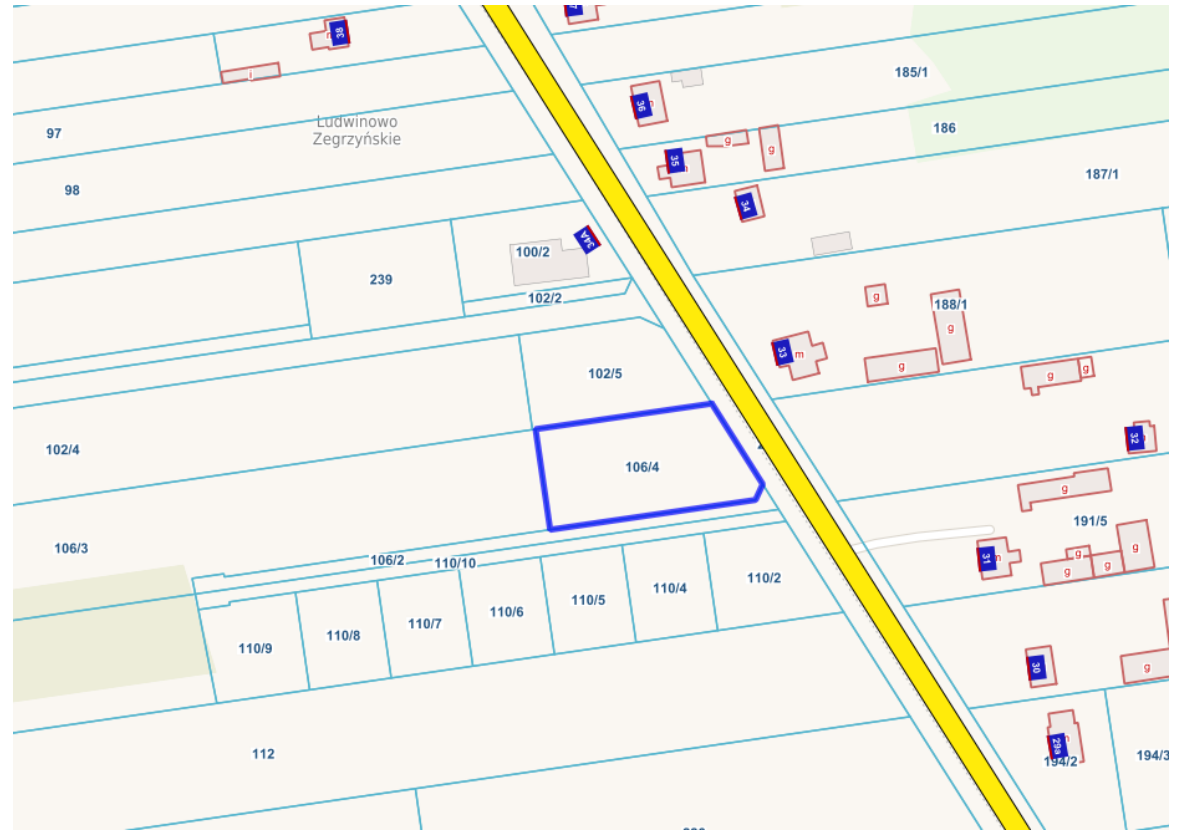 38
i
37
36
185/1
97
Ludwinowo
Zegrzyńskie
g
g
186
35
98
187/1
34
34A
100/2
239
102/2
g
188/1
g
33
m
g
g
g
102/5
32
102/4
106/4
g
191/5
106/3
106/2
110/10
31
g
g
g
g
110/2
110/4
110/5
110/6
110/7
110/8
110/9
30
g
112
29a
194/2
194/3